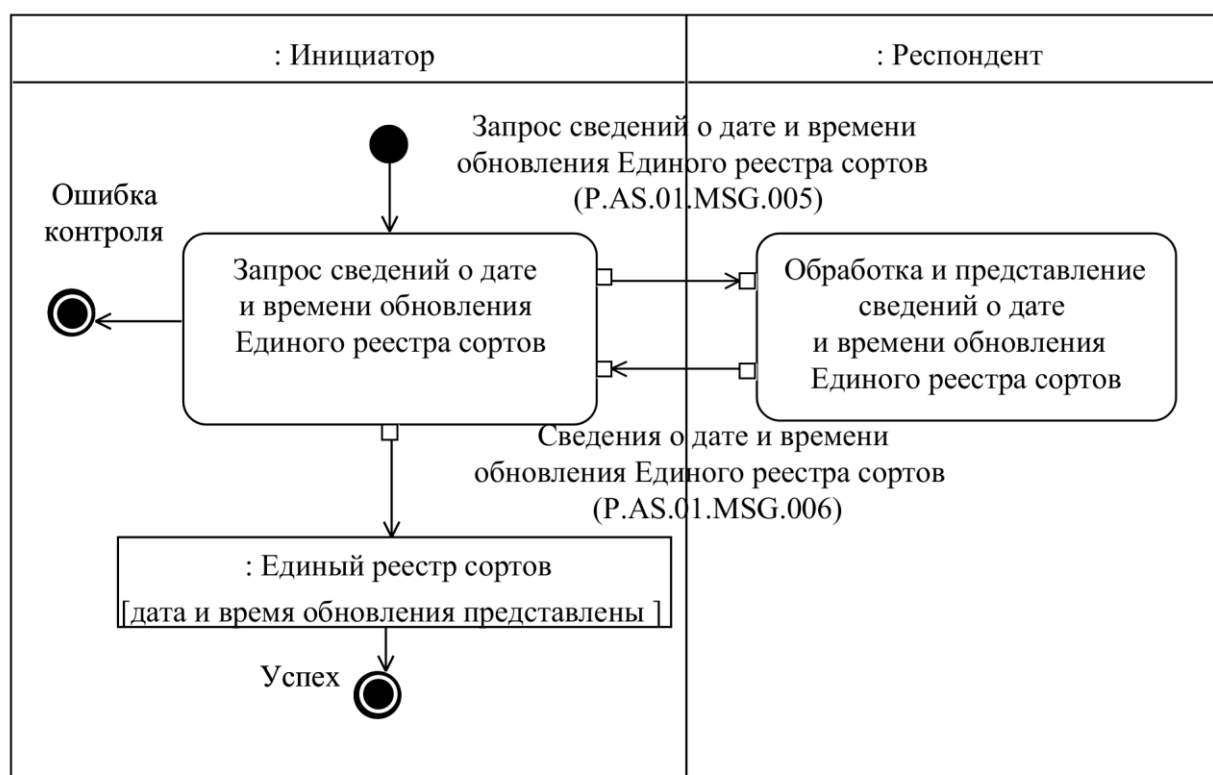 : Инициатор
: Респондент
Запрос сведений о дате и времени
обновления Единого реестра сортов
(P.AS.01.MSG.005)
Ошибка
контроля
Запрос сведений о дате
и времени обновления
Единого реестра сортов
Обработка и представление
сведений о дате
и времени обновления
Единого реестра сортов
Сведения о дате и времени
обновления Единого реестра сортов
(P.AS.01.MSG.006)
: Единый реестр сортов
[дата и время обновления представлены ]
Успех